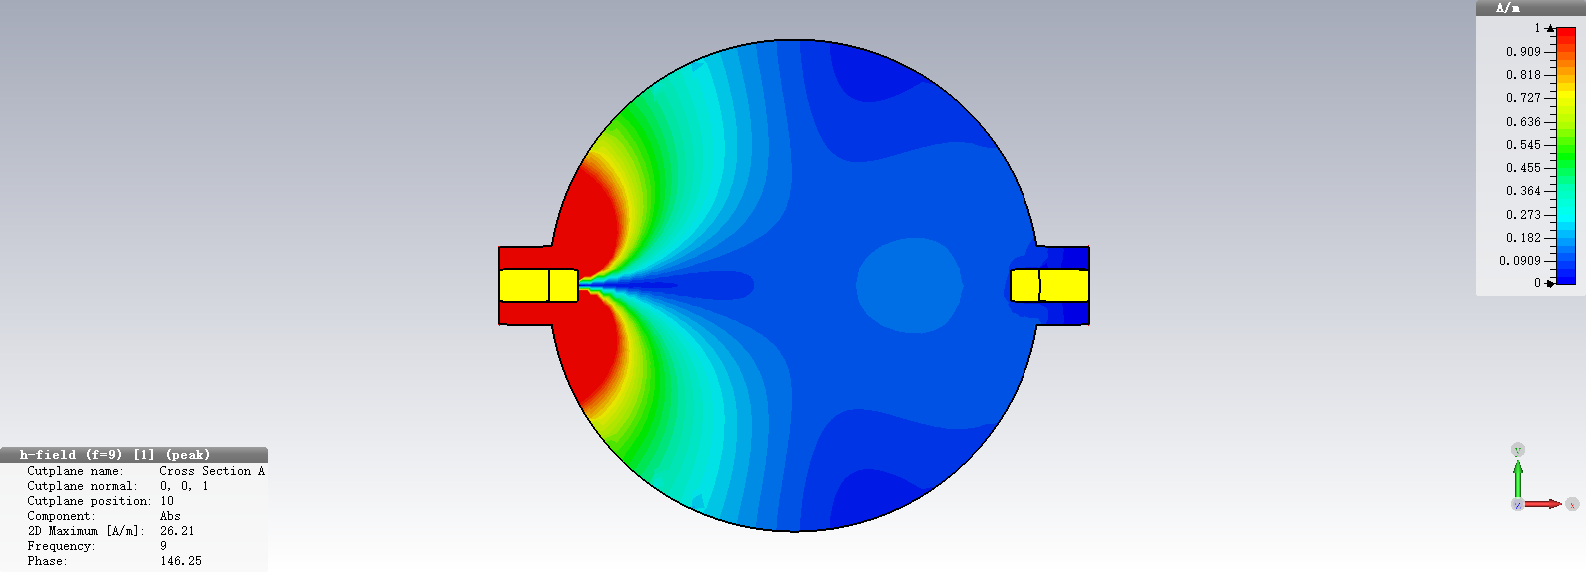 A/m
1
0.909
0.818
0.727
0.636
0.545
0.455
0.364
0.273
0.182
0.0909
0
h-field (f=9) [1] (peak)
Cutplane name: Cross Section A
Cutplane normal: 0, 0, 1
Cutplane position: 10
Component: Abs
2D Maximum [A/m]: 26.21
Frequency: 9
Phase: 146.25
Y
Z
X